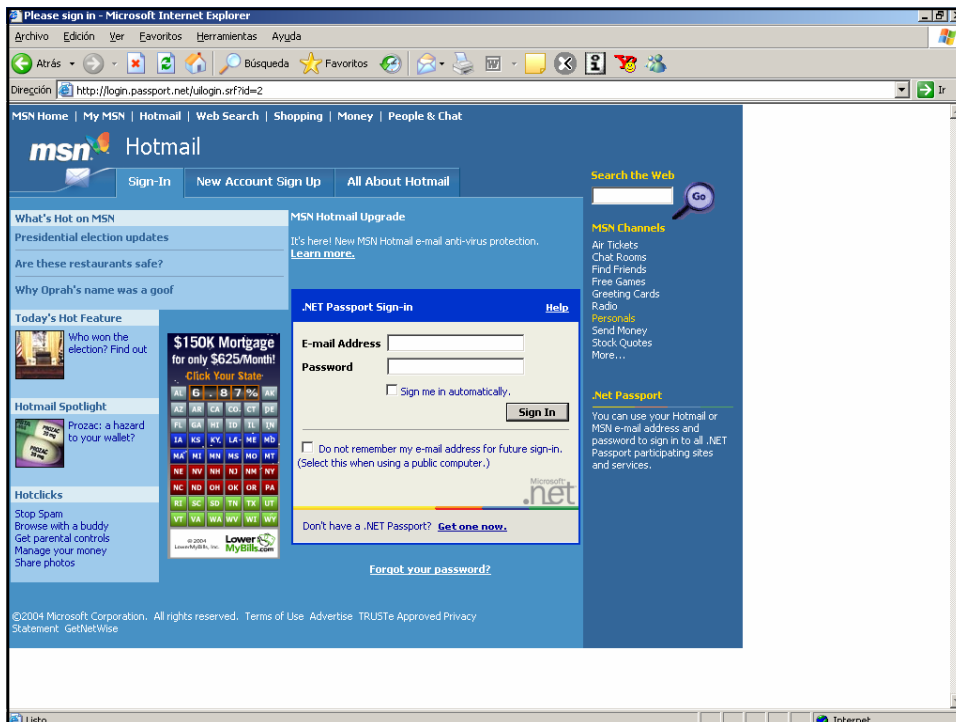 Please sign in - Microsoft Internet Explorer
Archivo Edición Ver Favoritos Herramientas Ayuda
Atrás Búsqueda Favoritos
Dirección http://login.passport.net/uilogin.srf?id=2 Ir
MSN Home | My MSN | Hotmail | Web Search | Shopping | Money | People & Chat
msn Hotmail
Sign-In New Account Sign Up All About Hotmail
What's Hot on MSN
Presidential election updates
Are these restaurants safe?
Why Oprah's name was a goof
Today's Hot Feature
Who won the
election? Find out
Hotmail Spotlight
PROZAC
20 mg
Prozac: a hazard
to your wallet?
Hotclicks
Stop Spam
Browse with a buddy
Get parental controls
Manage your money
Share photos
$150K Mortgage
for only $625/Month!
Click Your State
AL 6.87% AK
AZ AR CA CO CT DE
FL GA HI ID IL IN
IA KS KY LA ME MD
MA MI MN MS MO MT
NE NV NH NJ NM NY
NC ND OH OK OR PA
RI SC SD TN TX UT
VT VA WA WV WI WY
© 2004
LowerMyBills, Inc.
Lower
MyBills.com
MSN Hotmail Upgrade
It's here! New MSN Hotmail e-mail anti-virus protection.
Learn more.
.NET Passport Sign-in Help
E-mail Address
Password
Sign me in automatically.
Sign In
Do not remember my e-mail address for future sign-in.
(Select this when using a public computer.)
Microsoft
.net
Don't have a .NET Passport? Get one now.
Forgot your password?
Search the Web
Go
MSN Channels
Air Tickets
Chat Rooms
Find Friends
Free Games
Greeting Cards
Radio
Personals
Send Money
Stock Quotes
More...
.Net Passport
You can use your Hotmail or
MSN e-mail address and
password to sign in to all .NET
Passport participating sites
and services.
©2004 Microsoft Corporation. All rights reserved. Terms of Use Advertise TRUSTe Approved Privacy
Statement GetNetWise
Listo Internet